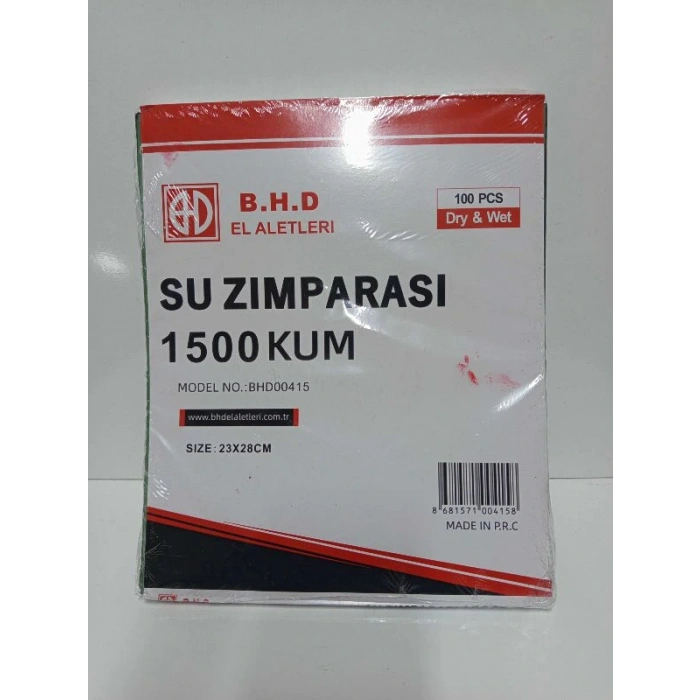 BHD
B.H.D
EL ALETLERI
100 PCS
Dry & Wet
SU ZIMPARASI
1500 KUM
MODEL NO.:BHD00415
www.bhdelaletleri.com.tr
SIZE: 23X28CM
8 681571 004158
MADE IN P.R.C